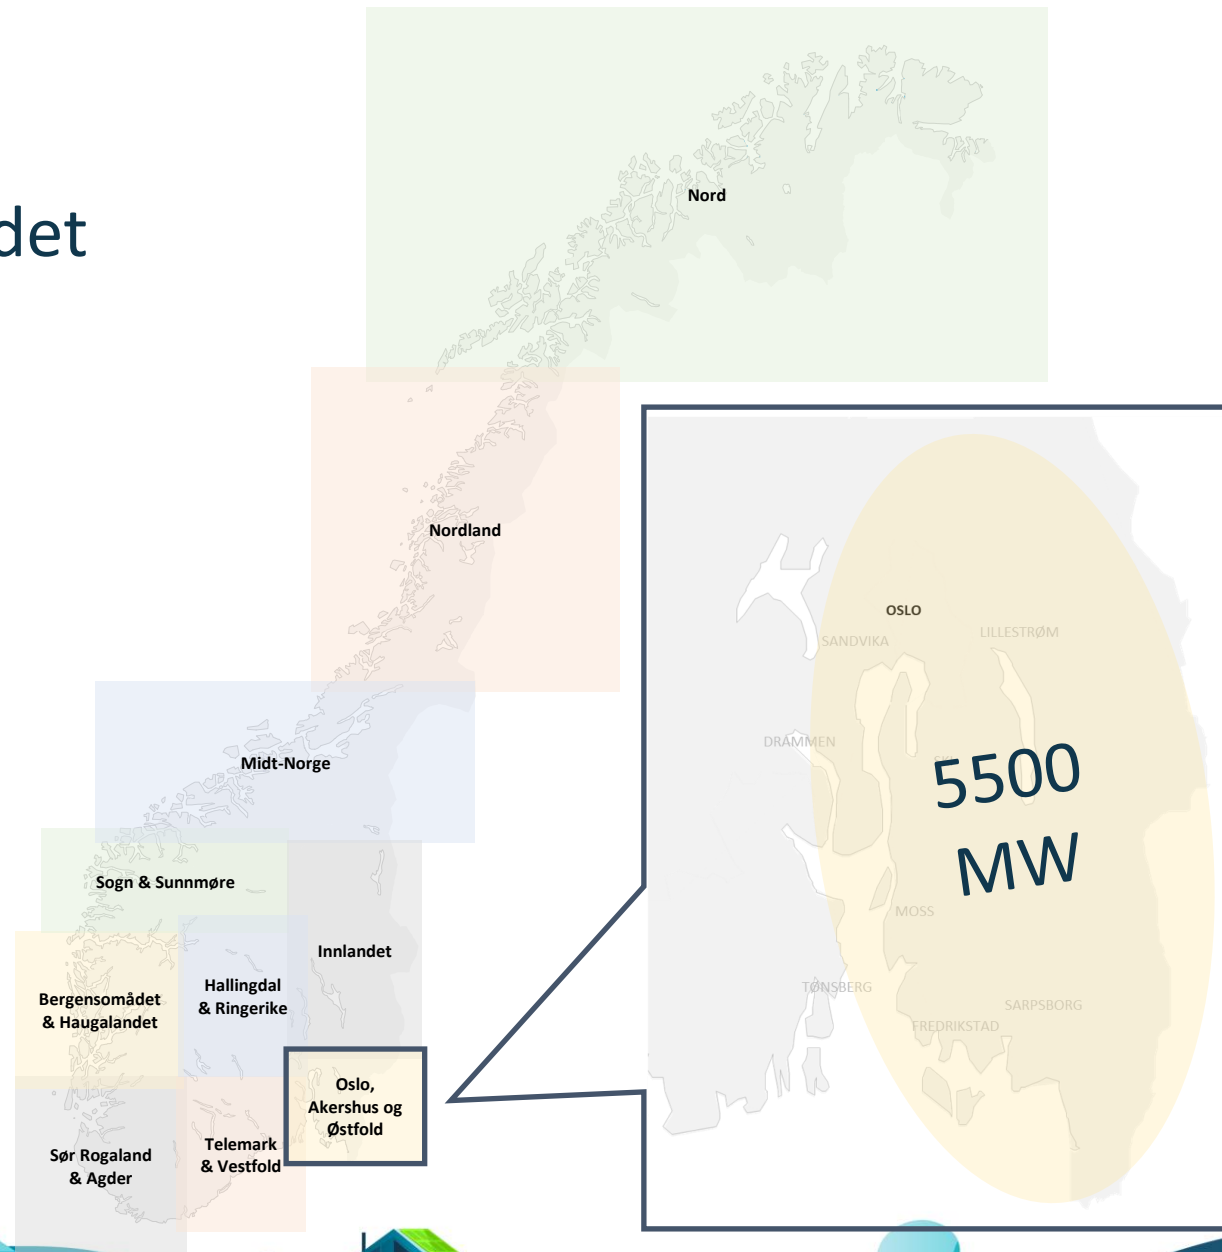 det
Nord
Nordland
Midt-Norge
Sogn & Sunnmøre
Innlandet
Hallingdal
& Ringerike
Bergensomådet
& Haugalandet
Oslo,
Akershus og
Østfold
Telemark
& Vestfold
Sør Rogaland
& Agder
OSLO
SANDVIKA
LILLESTRØM
DRAMMEN
5500
MW
MOSS
TØNSBERG
SARPSBORG
FREDRIKSTAD